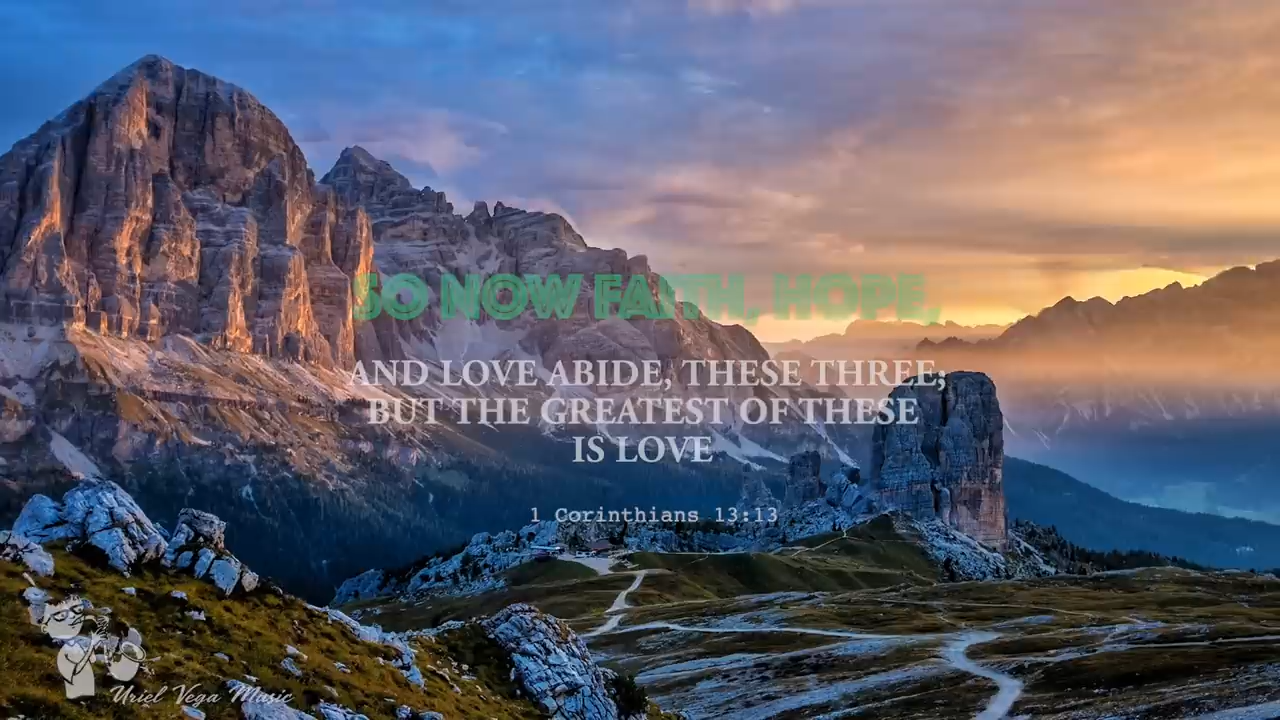 SO NOW FAITH, HOPE,
AND LOVE ABIDE, THESE THREE;
BUT THE GREATEST OF THESE
IS LOVE
1 Corinthians 13:13
Uriel Vega Music